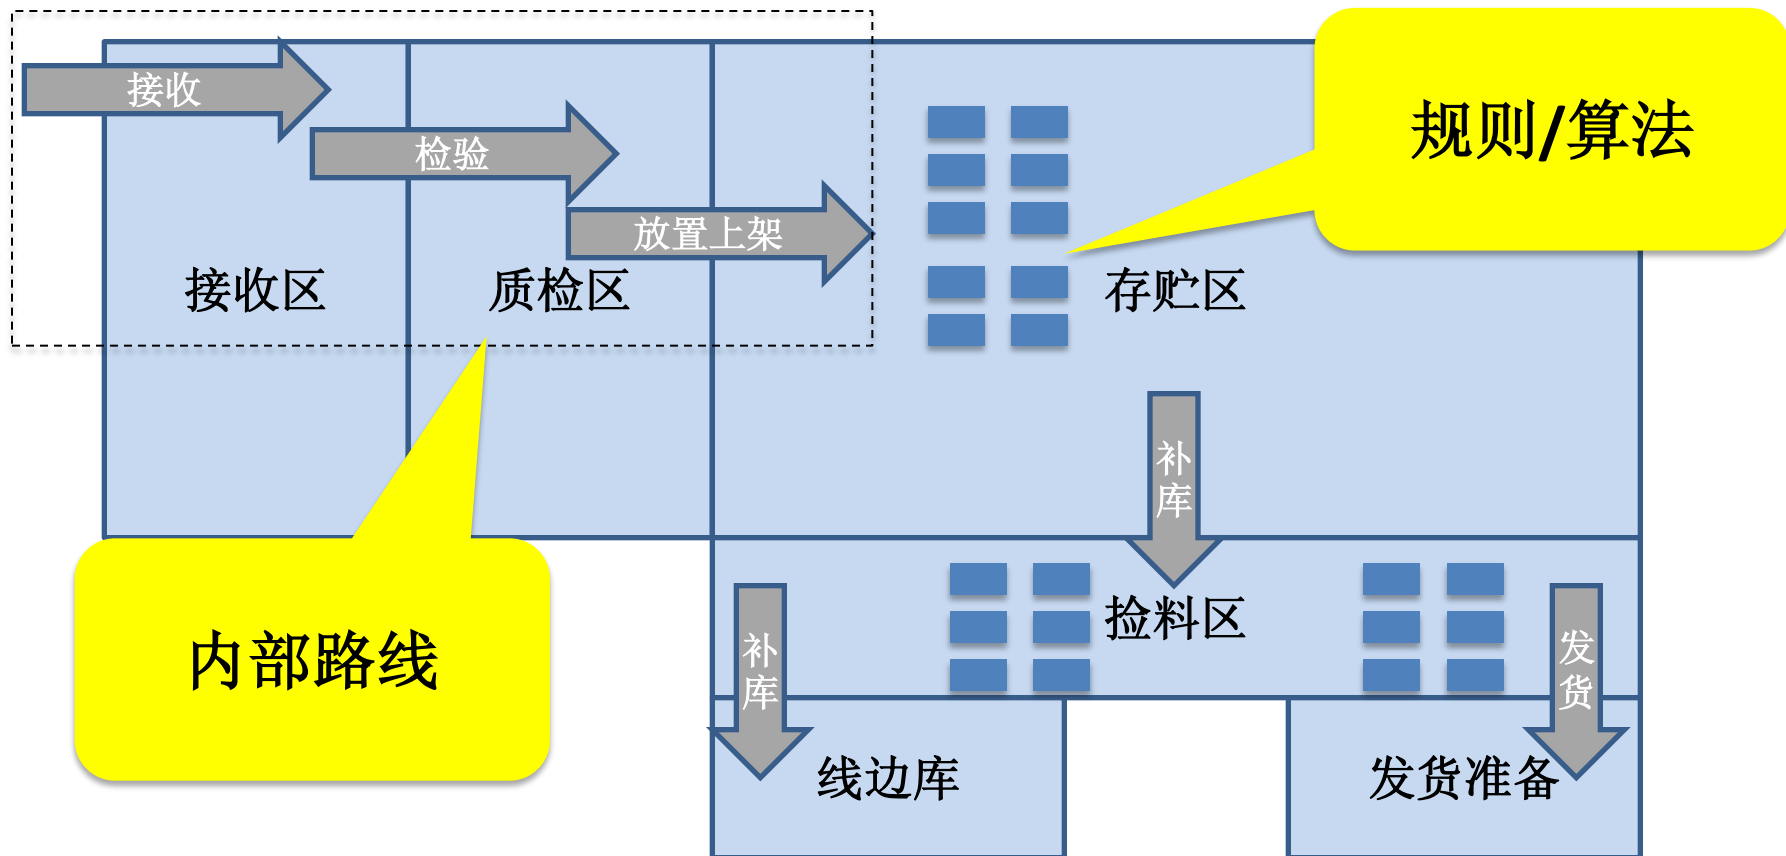 接收
检验
放置上架
规则/算法
接收区
质检区
存贮区
补库
内部路线
捡料区
补库
发货
线边库
发货准备